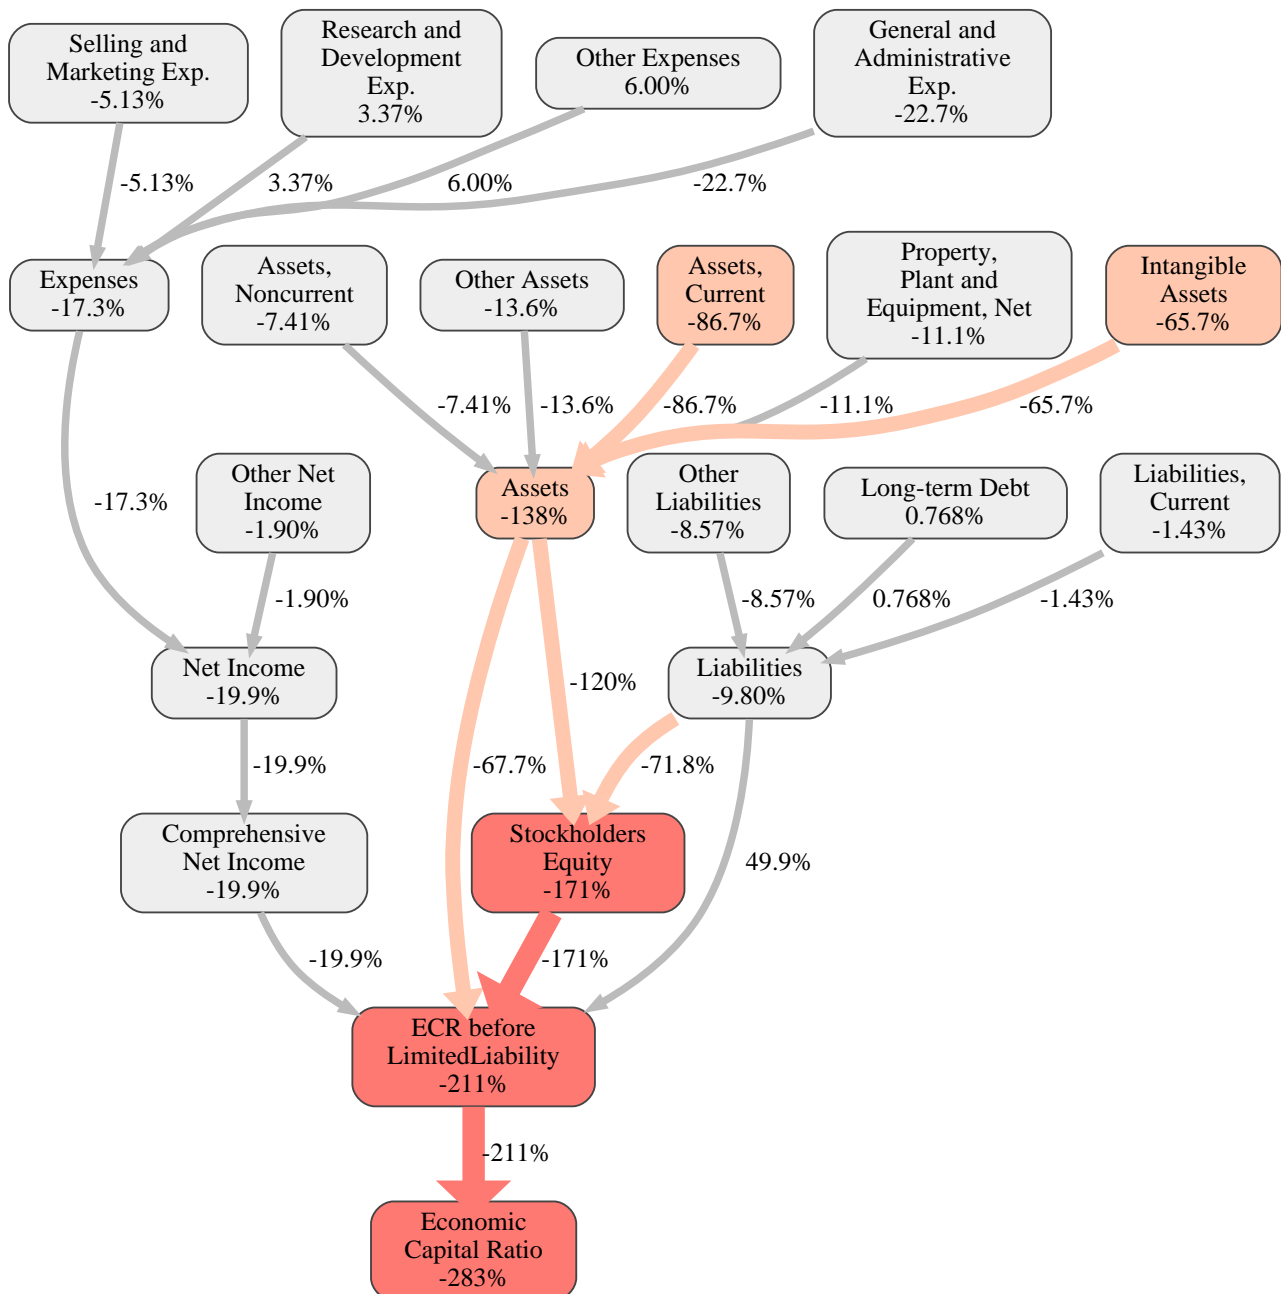 Selling and
Marketing Exp.
-5.13%
Research and
Development
Exp.
3.37%
Other Expenses
6.00%
General and
Administrative
Exp.
-22.7%
-5.13%
3.37%
6.00%
-22.7%
Expenses
-17.3%
Assets,
Noncurrent
-7.41%
Other Assets
-13.6%
Assets,
Current
-86.7%
Property,
Plant and
Equipment, Net
-11.1%
Intangible
Assets
-65.7%
-7.41%
-13.6%
-86.7%
-11.1%
-65.7%
-17.3%
Other Net
Income
-1.90%
Assets
-138%
Other
Liabilities
-8.57%
Long-term Debt
0.768%
Liabilities,
Current
-1.43%
-1.90%
-8.57%
0.768%
-1.43%
Net Income
-19.9%
-120%
Liabilities
-9.80%
-19.9%
-67.7%
-71.8%
Comprehensive
Net Income
-19.9%
Stockholders
Equity
-171%
49.9%
-19.9%
-171%
ECR before
LimitedLiability
-211%
-211%
Economic
Capital Ratio
-283%